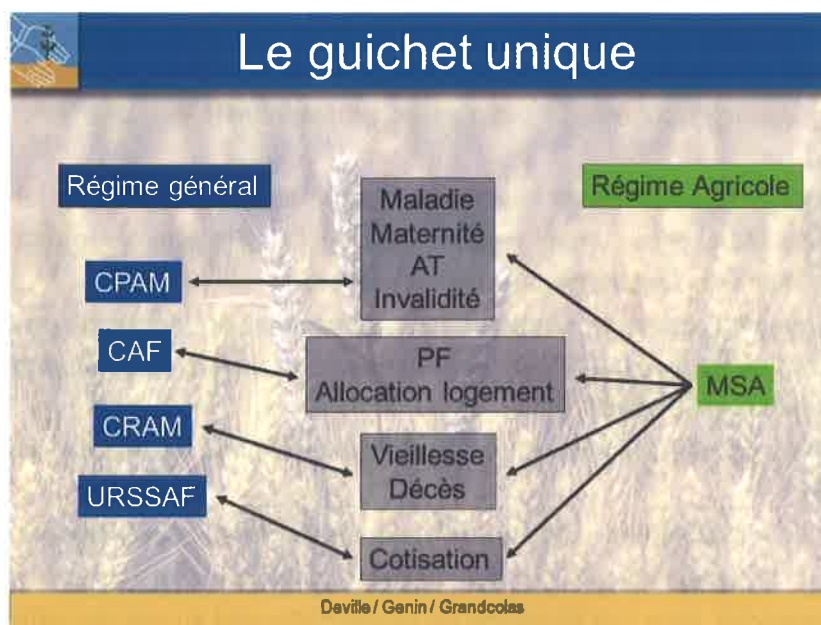 Le guichet unique
Régime général
Régime Agricole
Maladie
Maternité
AT
Invalidité
CPAM
CAF
PF
Allocation logement
MSA
CRAM
Vieillesse
Décès
URSSAF
Cotisation
Deville / Genin / Grandcolas